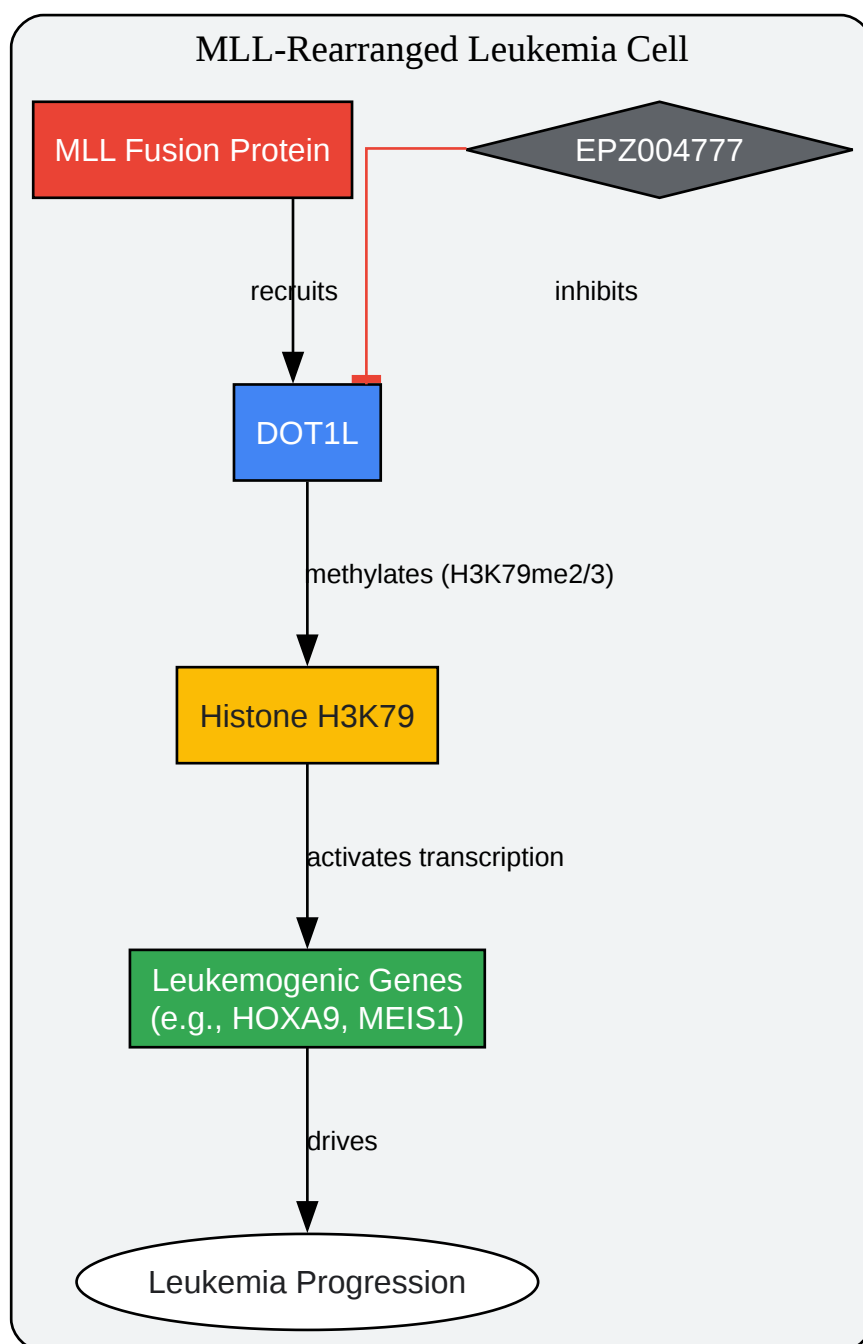 MLL-Rearranged Leukemia Cell
MLL Fusion Protein
EPZ004777
recruits
inhibits
DOT1L
methylates (H3K79me2/3)
Histone H3K79
activates transcription
Leukemogenic Genes
(e.g., HOXA9, MEIS1)
drives
Leukemia Progression